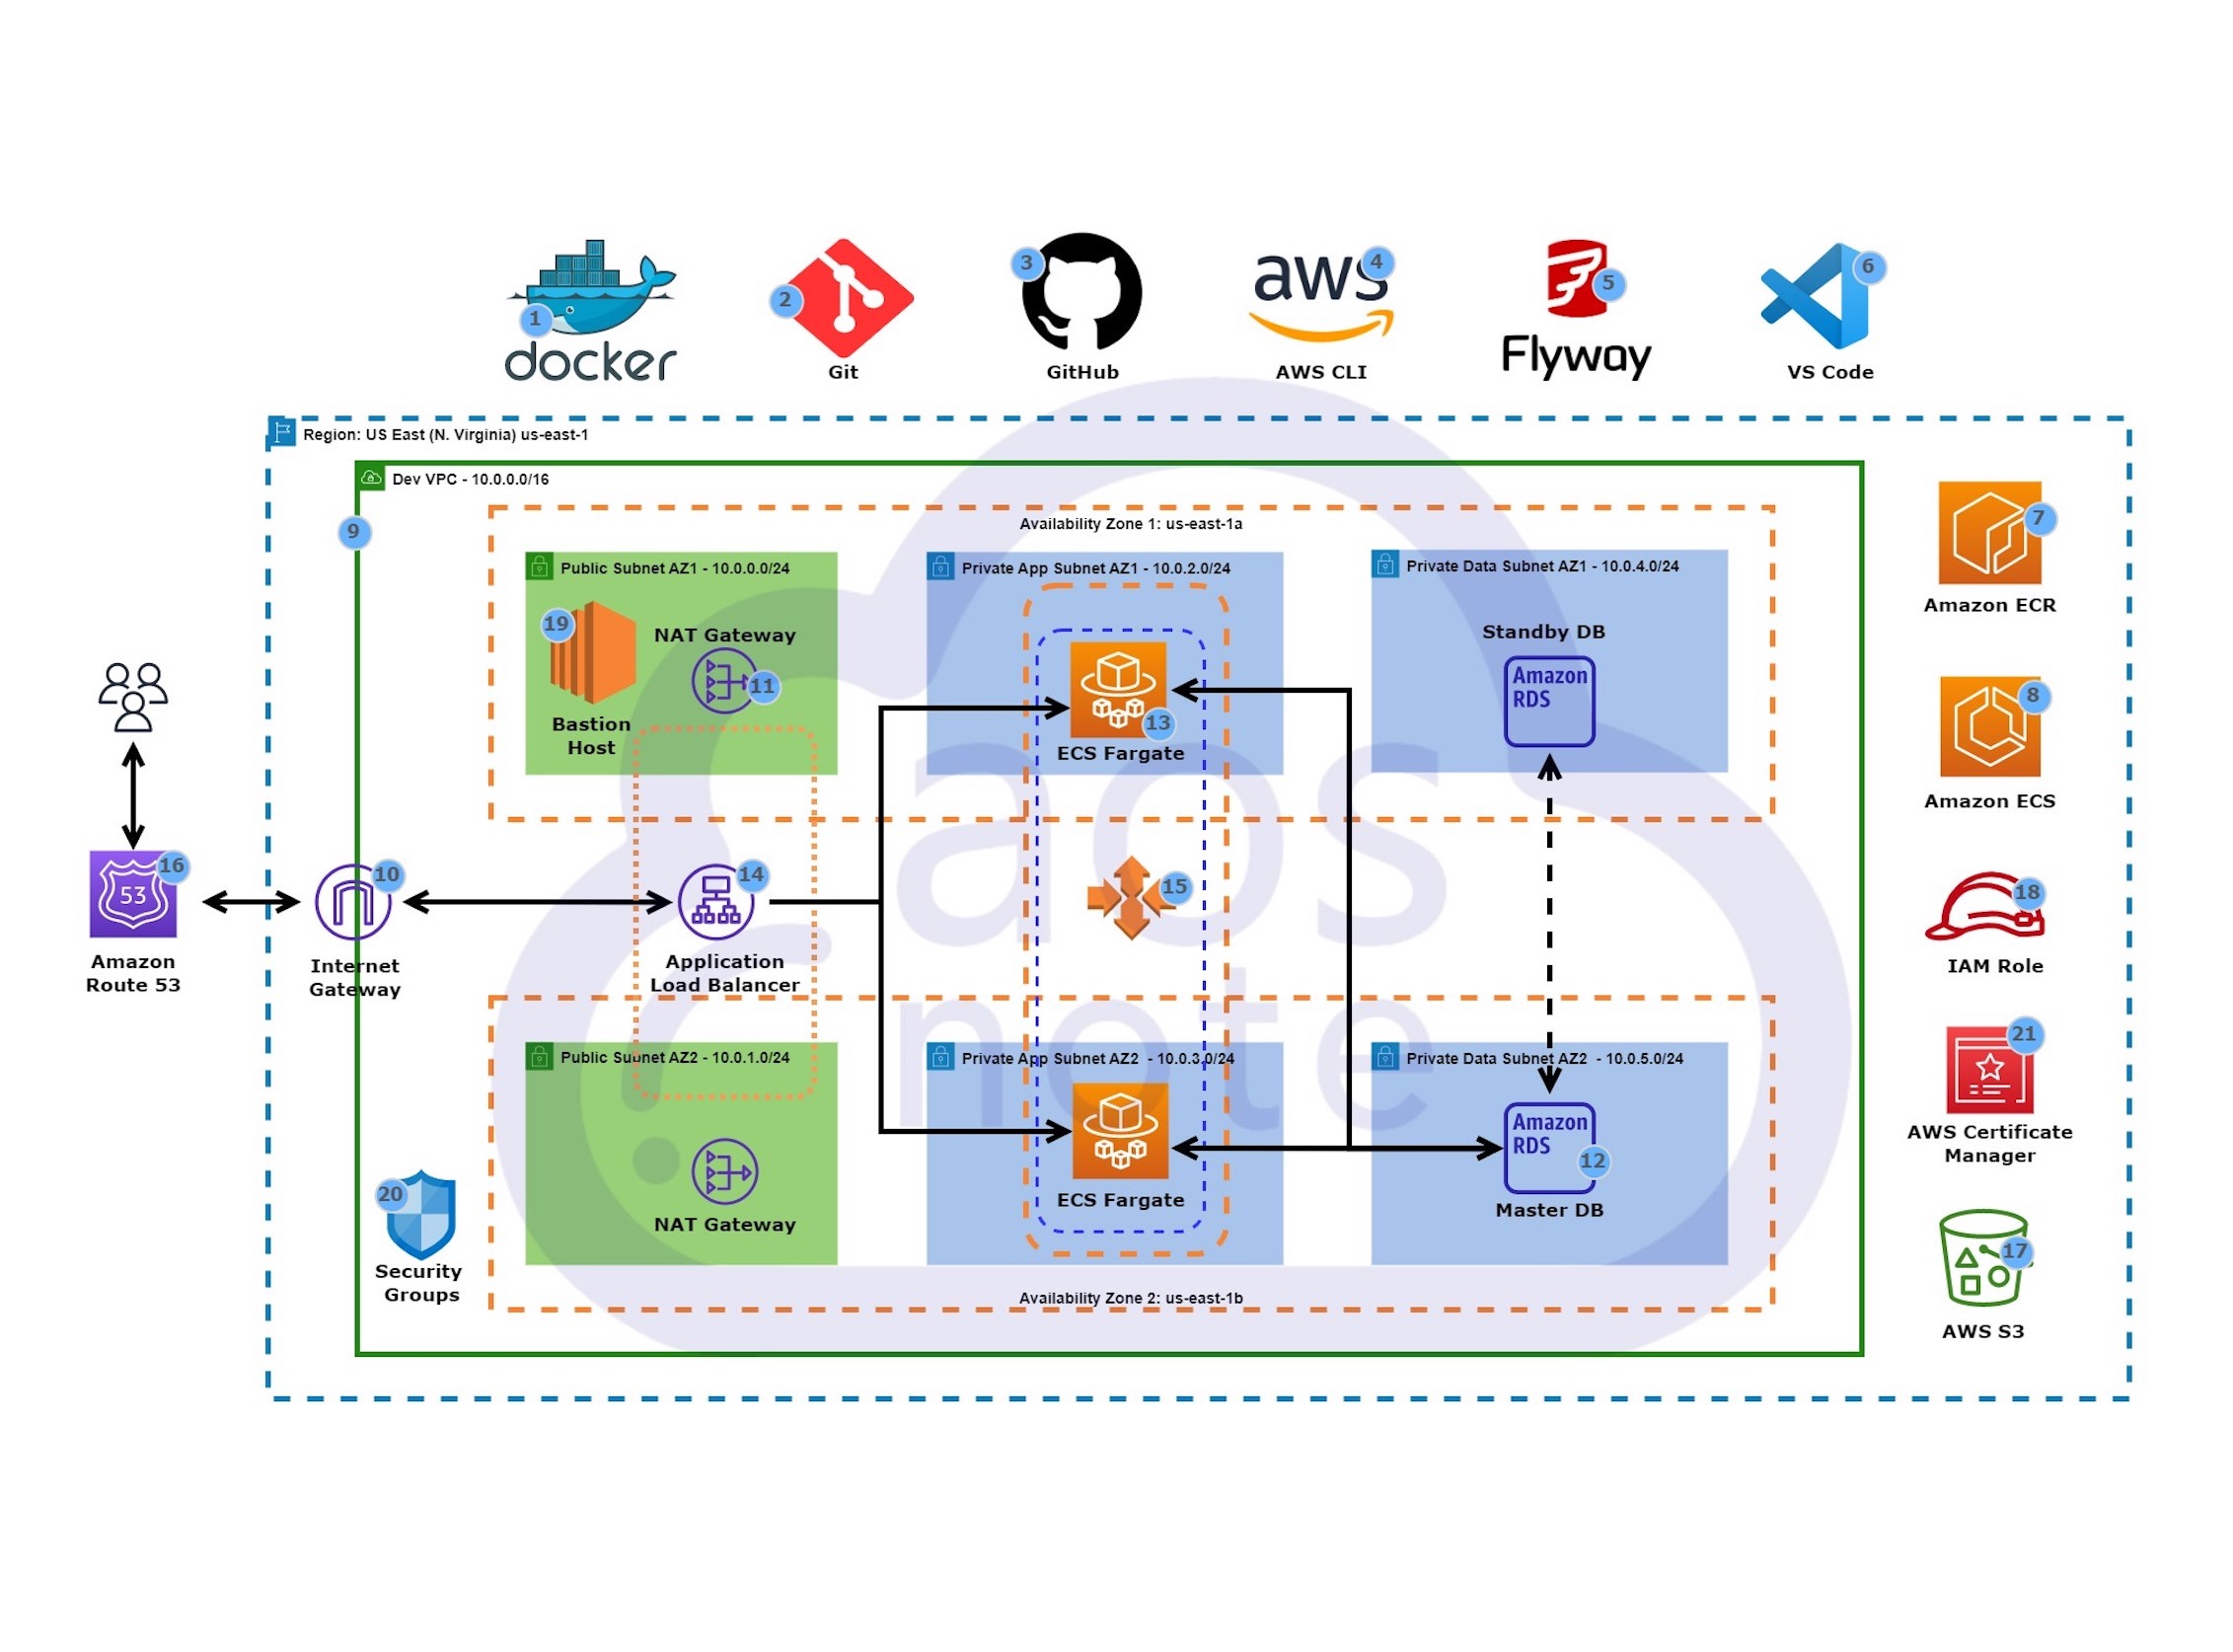 1
docker
2
Git
3
GitHub
aws
4
AWS CLI
5
Flyway
6
VS Code
Region: US East (N. Virginia) us-east-1
Dev VPC - 10.0.0.0/16
9
Availability Zone 1: us-east-1a
Public Subnet AZ1 - 10.0.0.0/24
19
Bastion
Host
NAT Gateway
11
Private App Subnet AZ1 - 10.0.2.0/24
13
ECS Fargate
Private Data Subnet AZ1 - 10.0.4.0/24
Standby DB
Amazon
RDS
7
Amazon ECR
8
Amazon ECS
53
16
Amazon
Route 53
10
Internet
Gateway
14
Application
Load Balancer
15
aos
note
18
IAM Role
Public Subnet AZ2 - 10.0.1.0/24
NAT Gateway
Private App Subnet AZ2 - 10.0.3.0/24
ECS Fargate
Private Data Subnet AZ2 - 10.0.5.0/24
Amazon
RDS
12
Master DB
21
AWS Certificate
Manager
20
Security
Groups
Availability Zone 2: us-east-1b
17
AWS S3